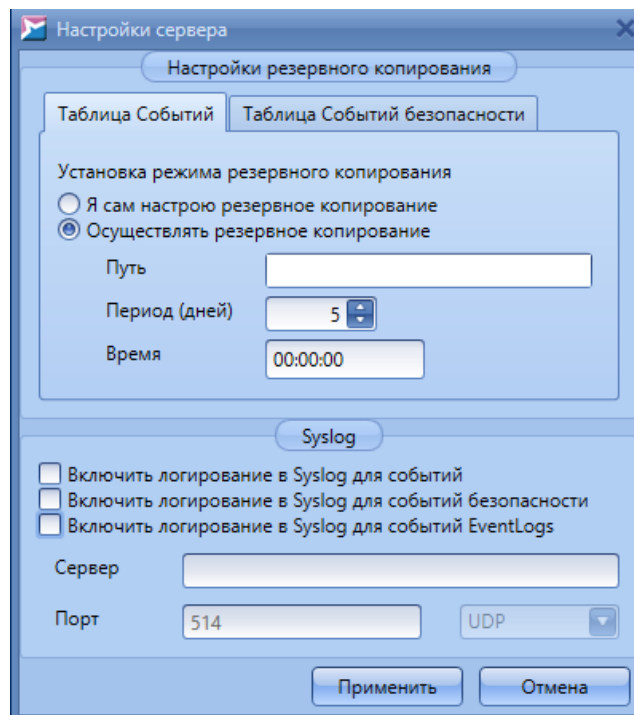 Настройки сервера
Настройки резервного копирования
Таблица Событий
Таблица Событий безопасности
Установка режима резервного копирования
Я сам настрою резервное копирование
Осуществлять резервное копирование
Путь
Период (дней) 5
Время 00:00:00
Syslog
Включить логирование в Syslog для событий
Включить логирование в Syslog для событий безопасности
Включить логирование в Syslog для событий EventLogs
Сервер
Порт 514 UDP
Применить Отмена